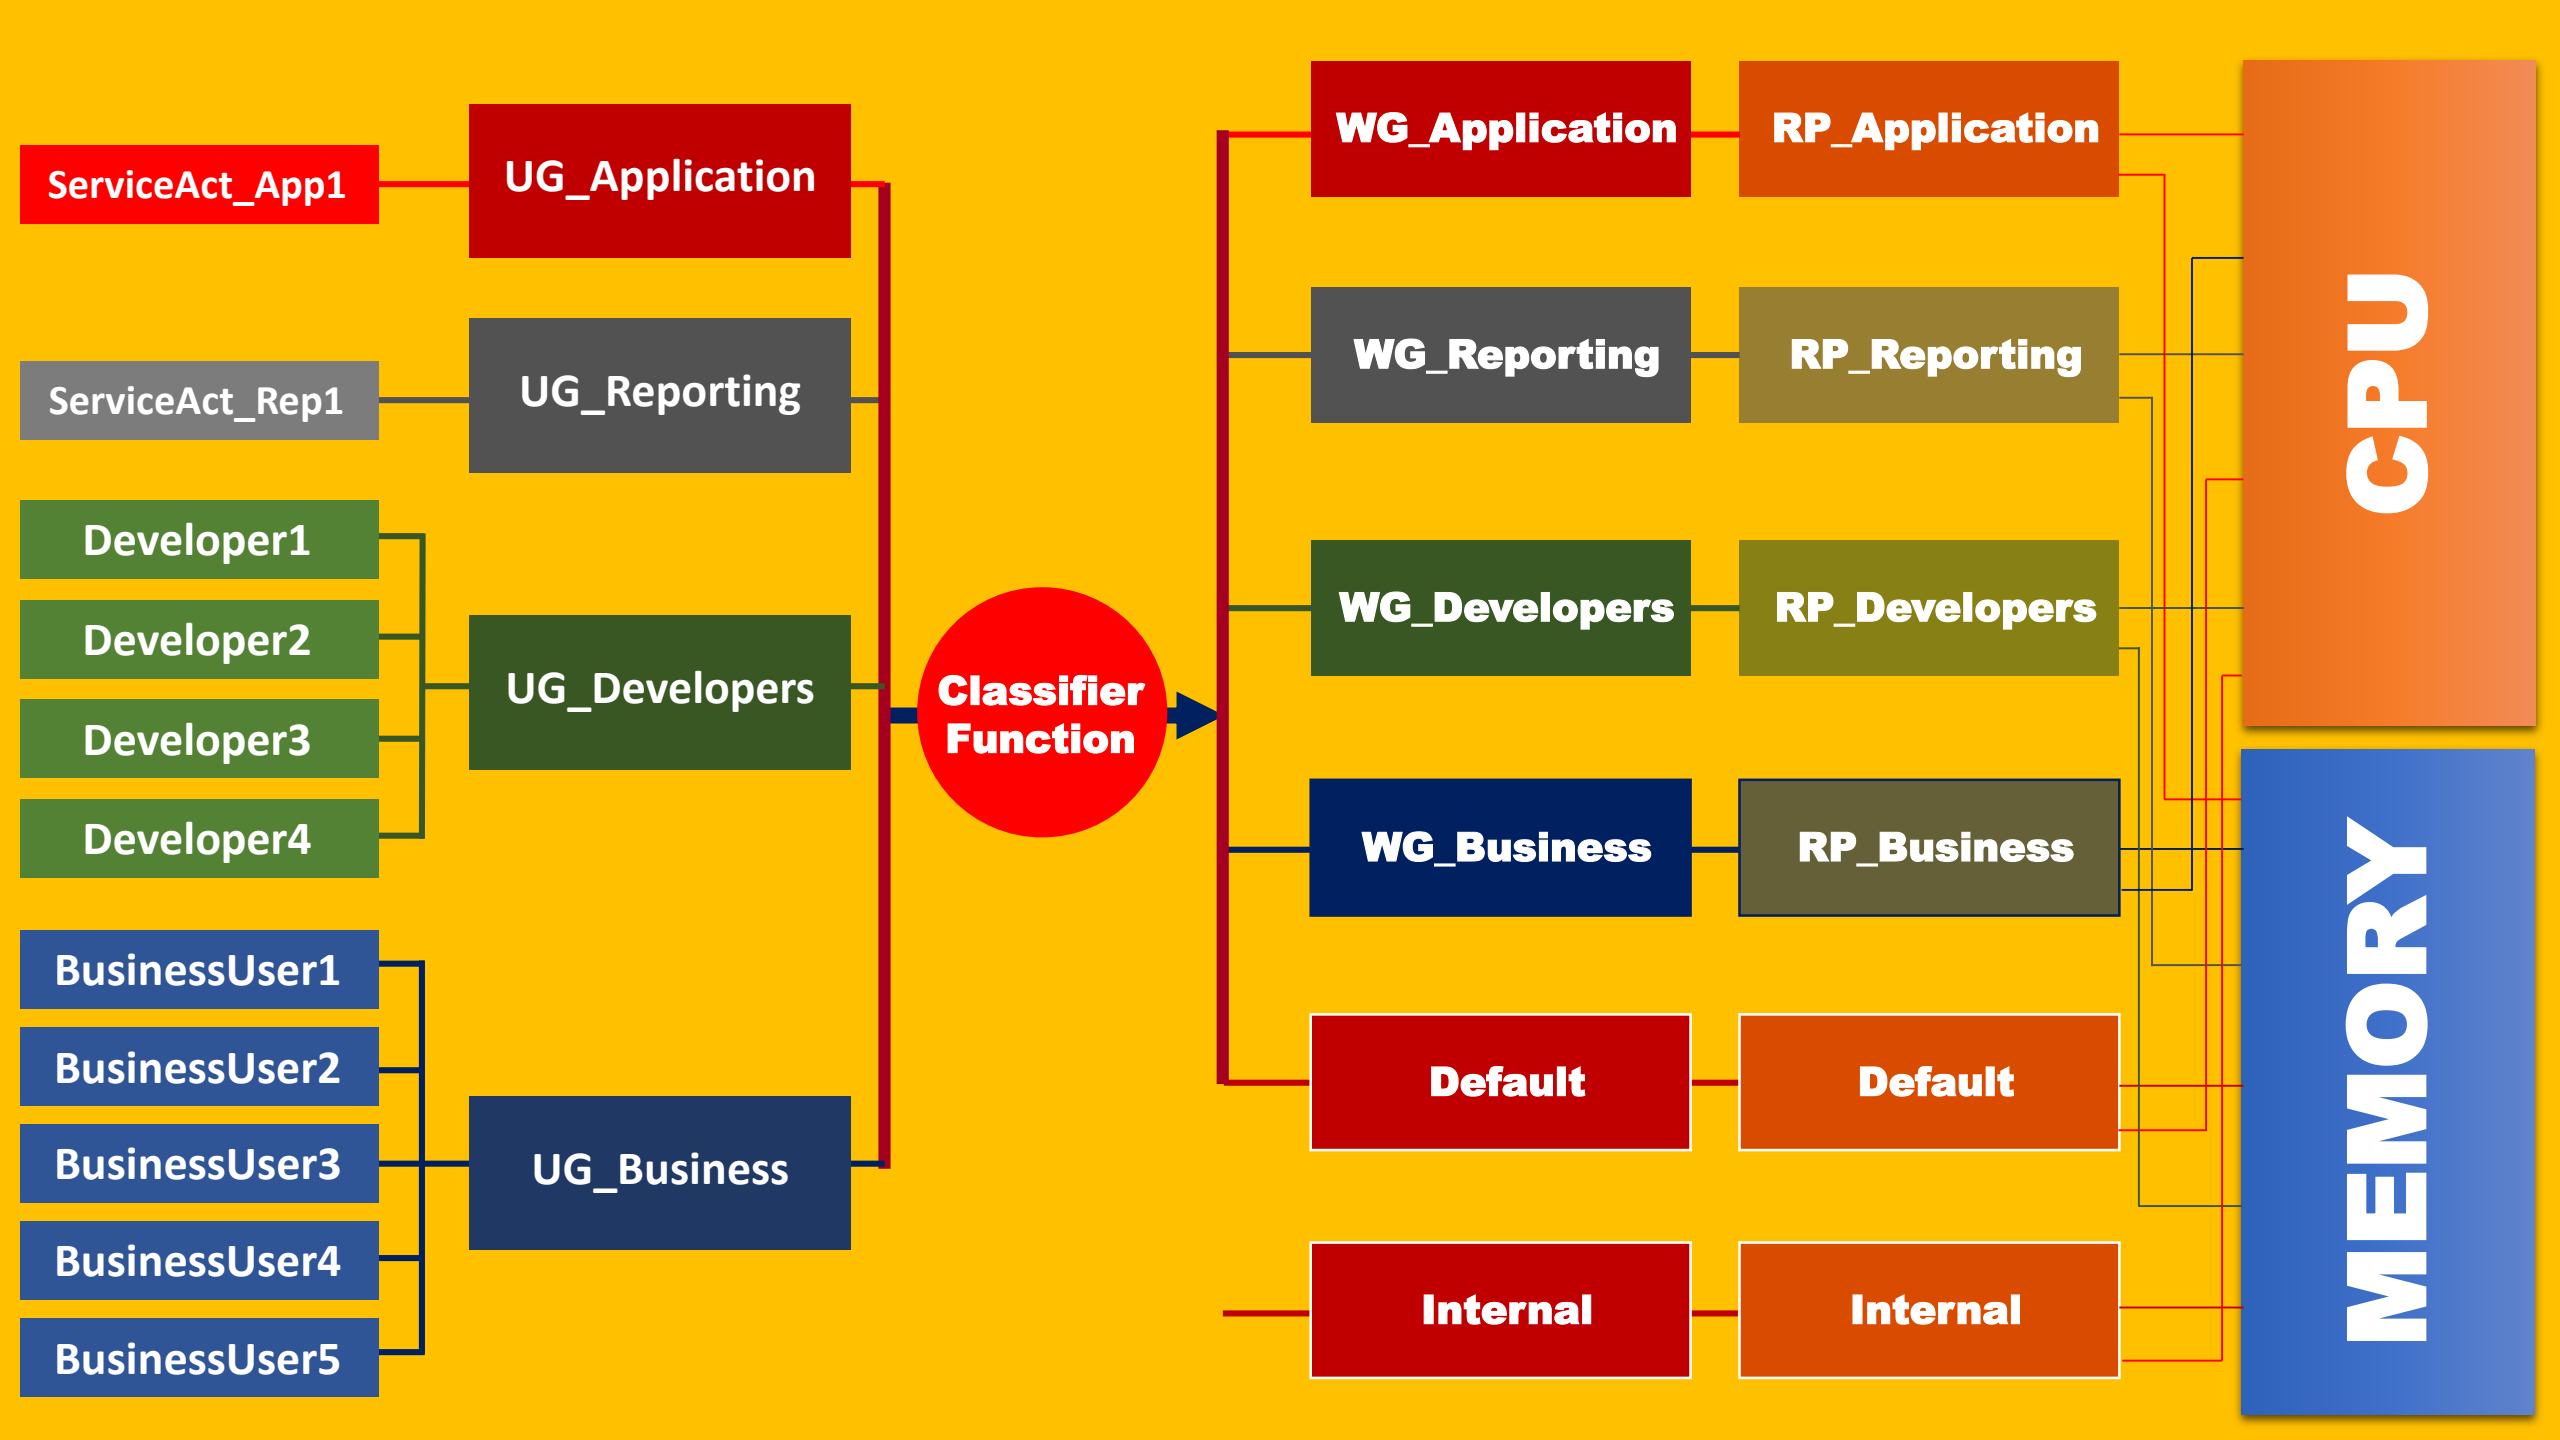 ServiceAct_App1
ServiceAct_Rep1
Developer1
Developer2
Developer3
Developer4
BusinessUser1
BusinessUser2
BusinessUser3
BusinessUser4
BusinessUser5
UG_Application
UG_Reporting
UG_Developers
UG_Business
Classifier
Function
WG_Application
WG_Reporting
WG_Developers
WG_Business
Default
Internal
RP_Application
RP_Reporting
RP_Developers
RP_Business
Default
Internal
CPU
MEMORY